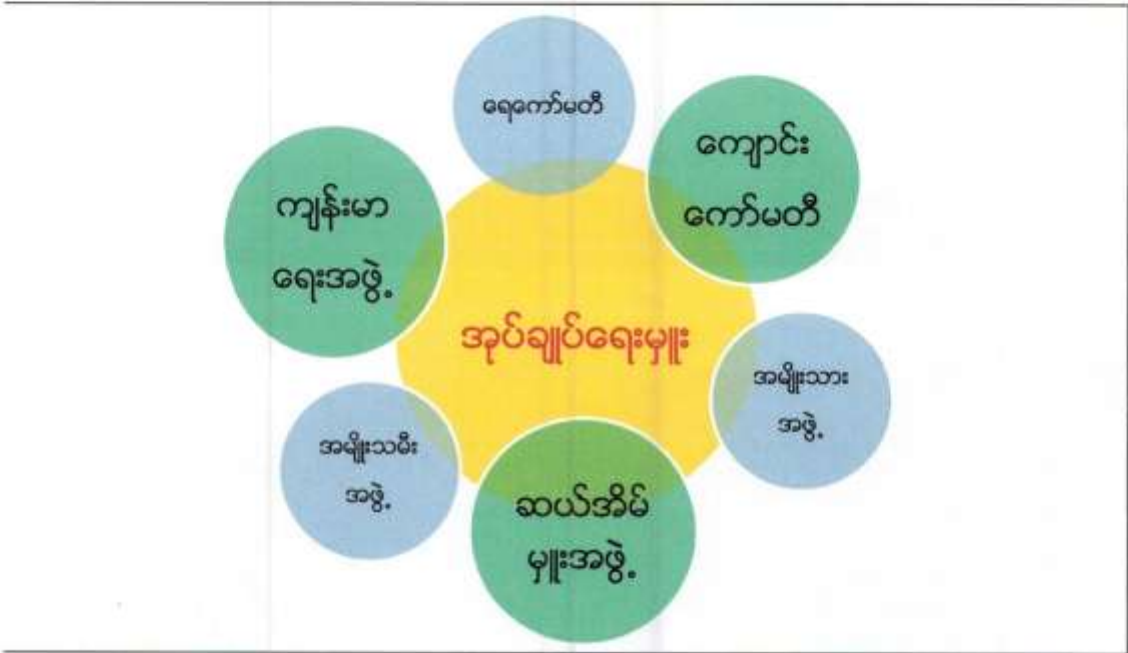 ရေကော်မတီ
ကျောင်း
ကော်မတီ
ကျန်းမာ
ရေးအဖွဲ့
အုပ်ချုပ်ရေးမှူး
အမျိုးသား
အဖွဲ့
အမျိုးသမီး
အဖွဲ့
ဆယ်အိမ်
မှူးအဖွဲ့